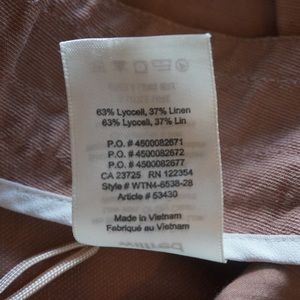 63% Lyocell, 37% Linen
63% Lyocell, 37% Lin
P.O. # 4500082671
P.O. # 4500082672
P.O. # 4500082677
CA 23725 RN 122354
Style # WTN4-6538-28
Article # 53430
Made in Vietnam
Fabriqué au Vietnam